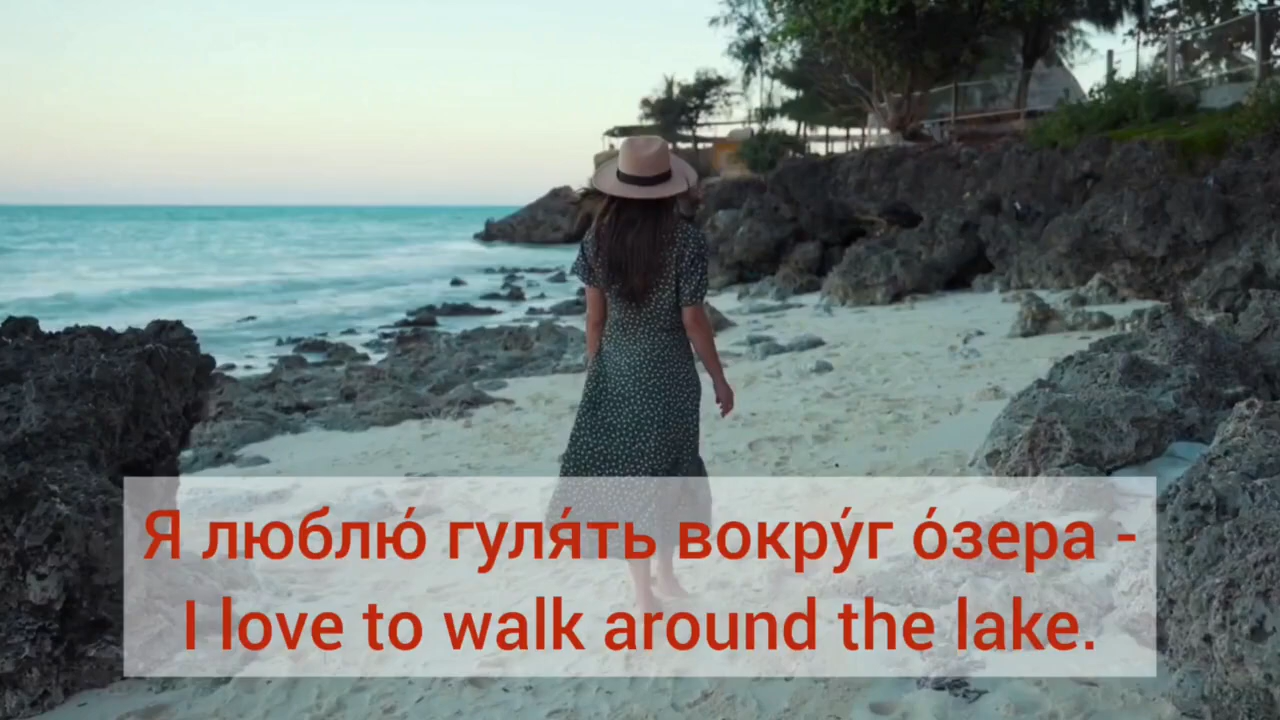 Я люблю́ гуля́ть вокру́г о́зера -
I love to walk around the lake.